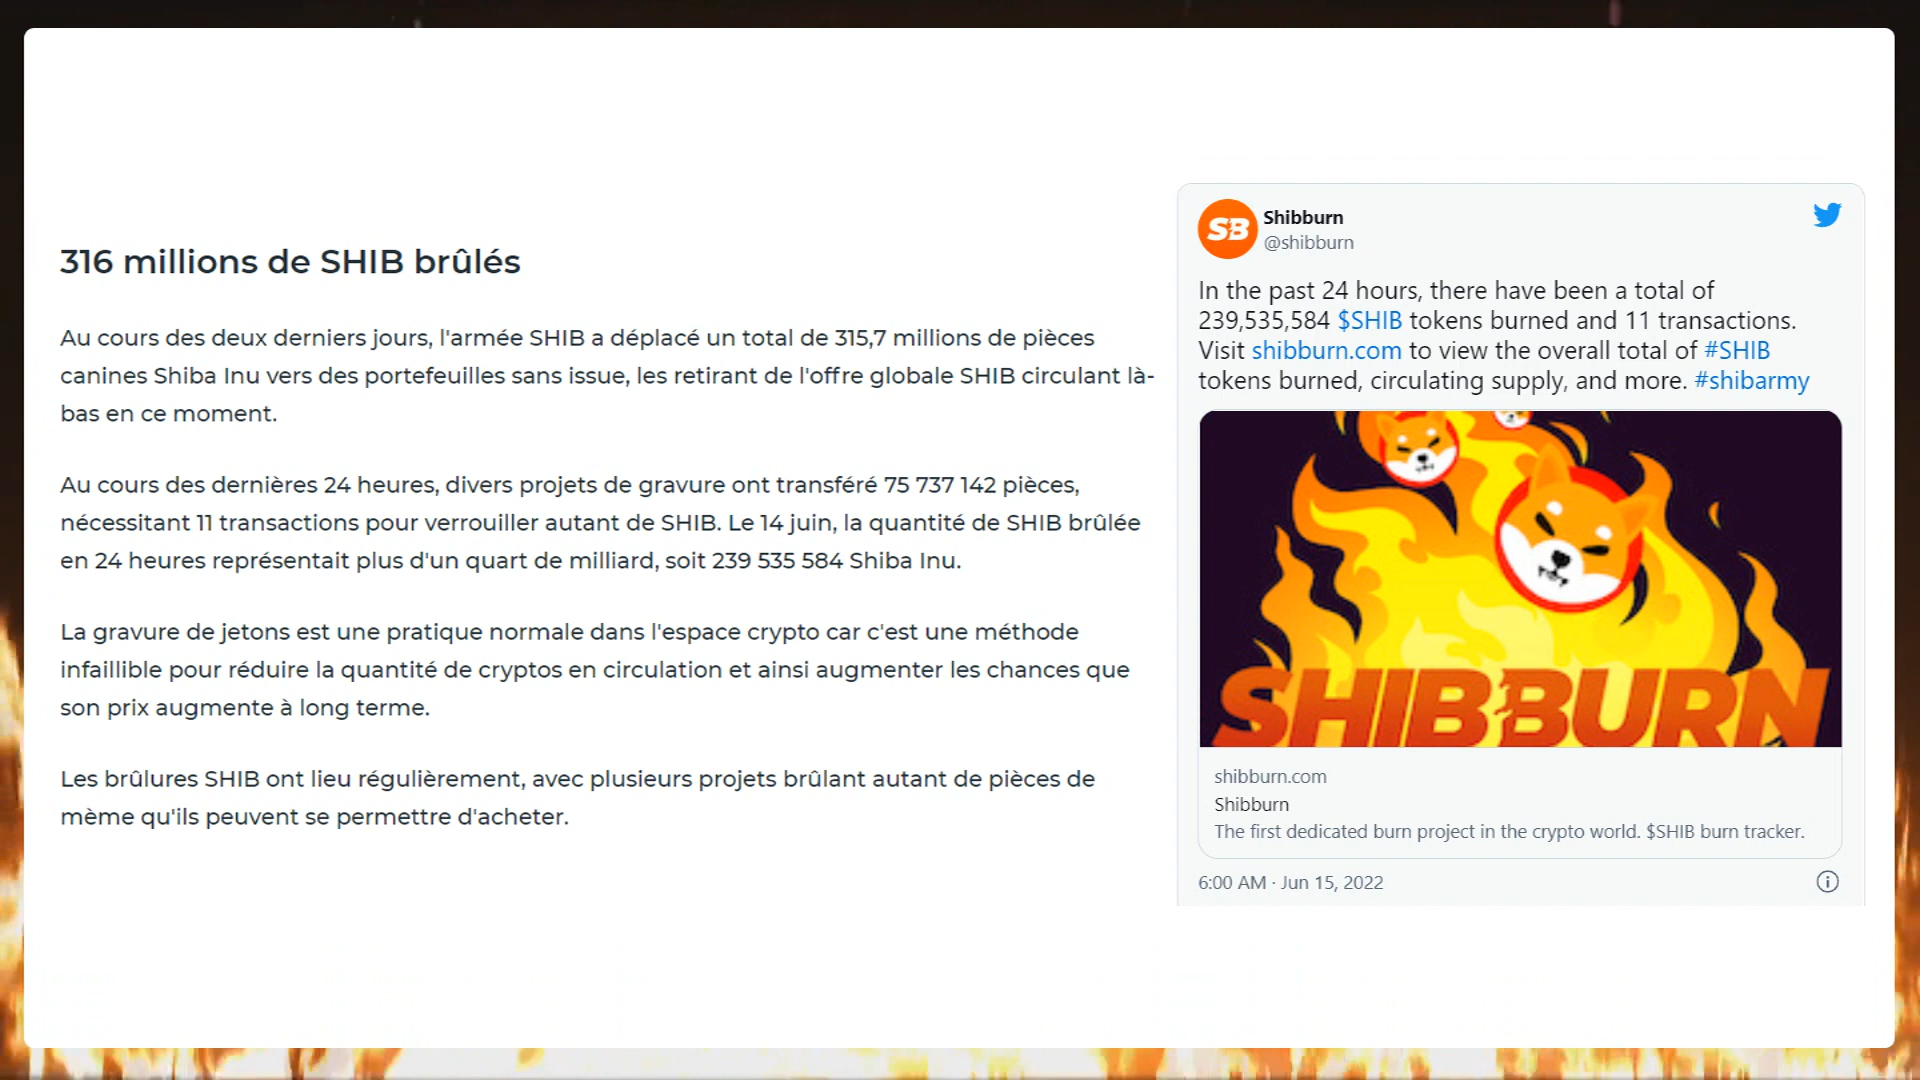 316 millions de SHIB brûlés
Au cours des deux derniers jours, l'armée SHIB a déplacé un total de 315,7 millions de pièces
canines Shiba Inu vers des portefeuilles sans issue, les retirant de l'offre globale SHIB circulant là-
bas en ce moment.
Au cours des dernières 24 heures, divers projets de gravure ont transféré 75 737 142 pièces,
nécessitant 11 transactions pour verrouiller autant de SHIB. Le 14 juin, la quantité de SHIB brûlée
en 24 heures représentait plus d'un quart de milliard, soit 239 535 584 Shiba Inu.
La gravure de jetons est une pratique normale dans l'espace crypto car c'est une méthode
infaillible pour réduire la quantité de cryptos en circulation et ainsi augmenter les chances que
son prix augmente à long terme.
Les brûlures SHIB ont lieu régulièrement, avec plusieurs projets brûlant autant de pièces de
mème qu'ils peuvent se permettre d'acheter.
SB
Shibburn
@shibburn
In the past 24 hours, there have been a total of
239,535,584 $SHIB tokens burned and 11 transactions.
Visit shibburn.com to view the overall total of #SHIB
tokens burned, circulating supply, and more. #shibarmy
SHIBBURN
shibburn.com
Shibburn
The first dedicated burn project in the crypto world. $SHIB burn tracker.
6:00 AM · Jun 15, 2022